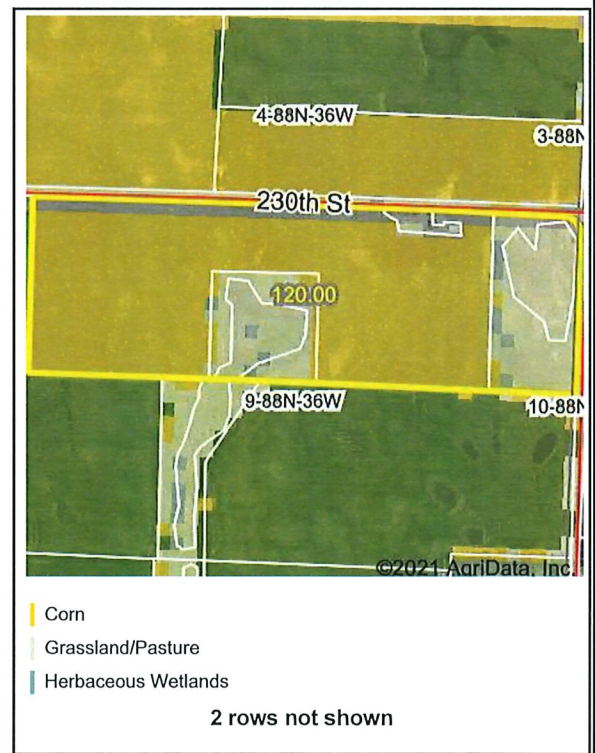 4-88N-36W
3-88N
230th St
120.00
9-88N-36W
10-88N
©2021 AgriData, Inc.
Corn
Grassland/Pasture
Herbaceous Wetlands
2 rows not shown